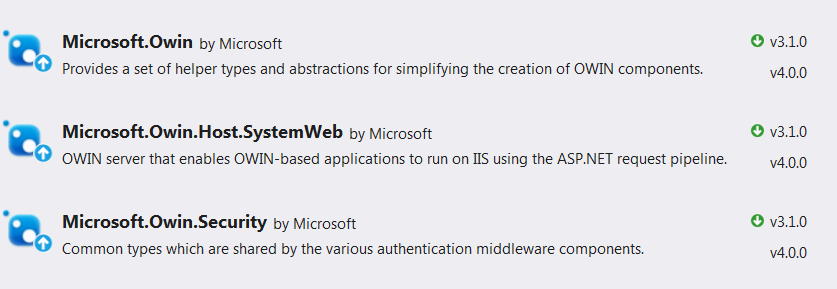 Microsoft.Owin by Microsoft v3.1.0
Provides a set of helper types and abstractions for simplifying the creation of OWIN components. v4.0.0
Microsoft.Owin.Host.SystemWeb by Microsoft v3.1.0
OWIN server that enables OWIN-based applications to run on IIS using the ASP.NET request pipeline. v4.0.0
Microsoft.Owin.Security by Microsoft v3.1.0
Common types which are shared by the various authentication middleware components. v4.0.0